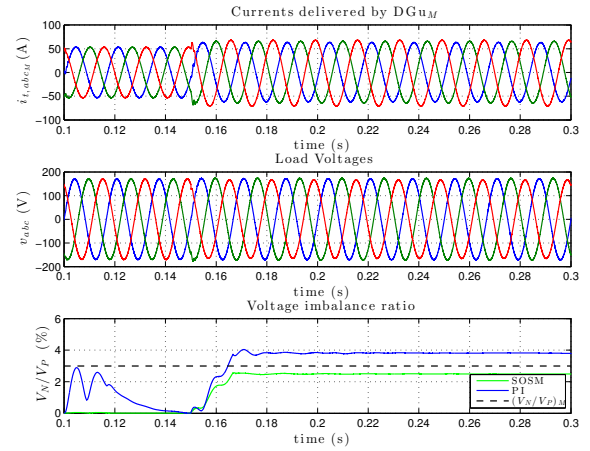 Currents delivered by DGu_M
i_{t,abc_M} (A)
100
50
0
−50
−100
0.1 0.12 0.14 0.16 0.18 0.2 0.22 0.24 0.26 0.28 0.3
time (s)
Load Voltages
v_{abc} (V)
200
100
0
−100
−200
0.1 0.12 0.14 0.16 0.18 0.2 0.22 0.24 0.26 0.28 0.3
time (s)
Voltage imbalance ratio
V_N/V_P (%)
6
4
2
0
SOSM
PI
(V_N/V_P)_M
0.1 0.12 0.14 0.16 0.18 0.2 0.22 0.24 0.26 0.28 0.3
time (s)